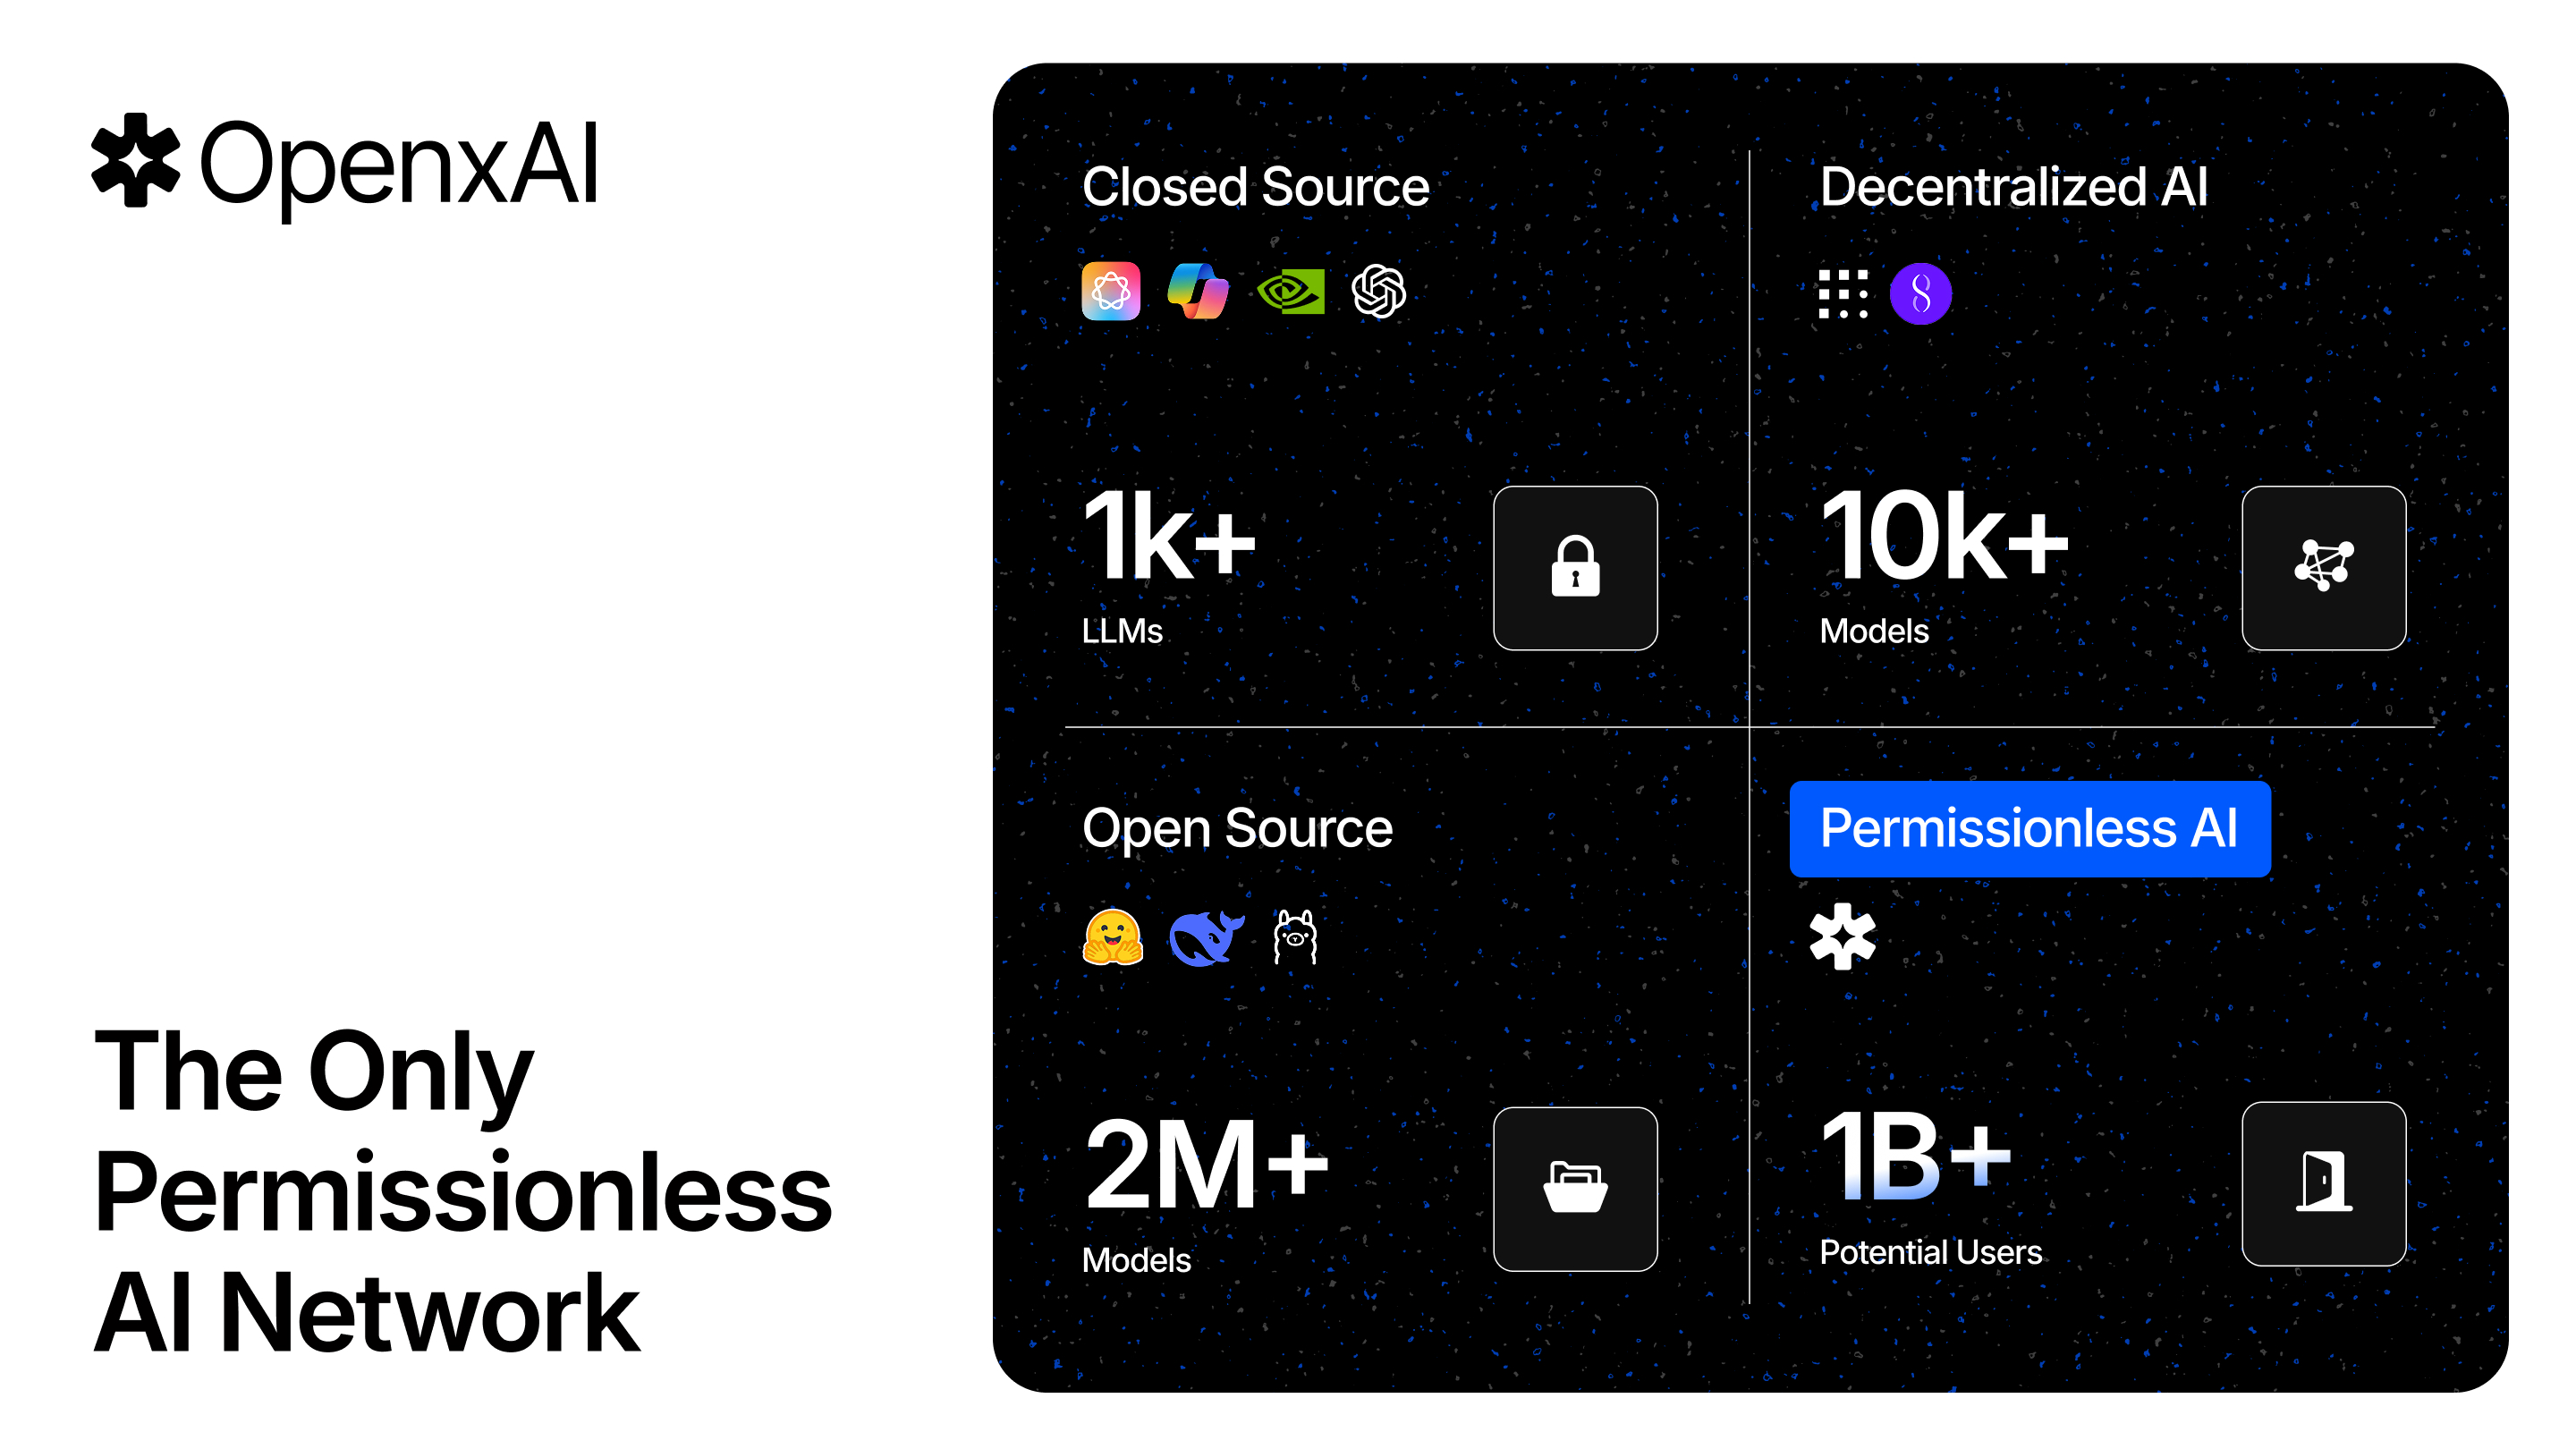 OpenxAI
The Only
Permissionless
AI Network
Closed Source
1k+
LLMs
Decentralized AI
10k+
Models
Open Source
2M+
Models
Permissionless AI
1B+
Potential Users